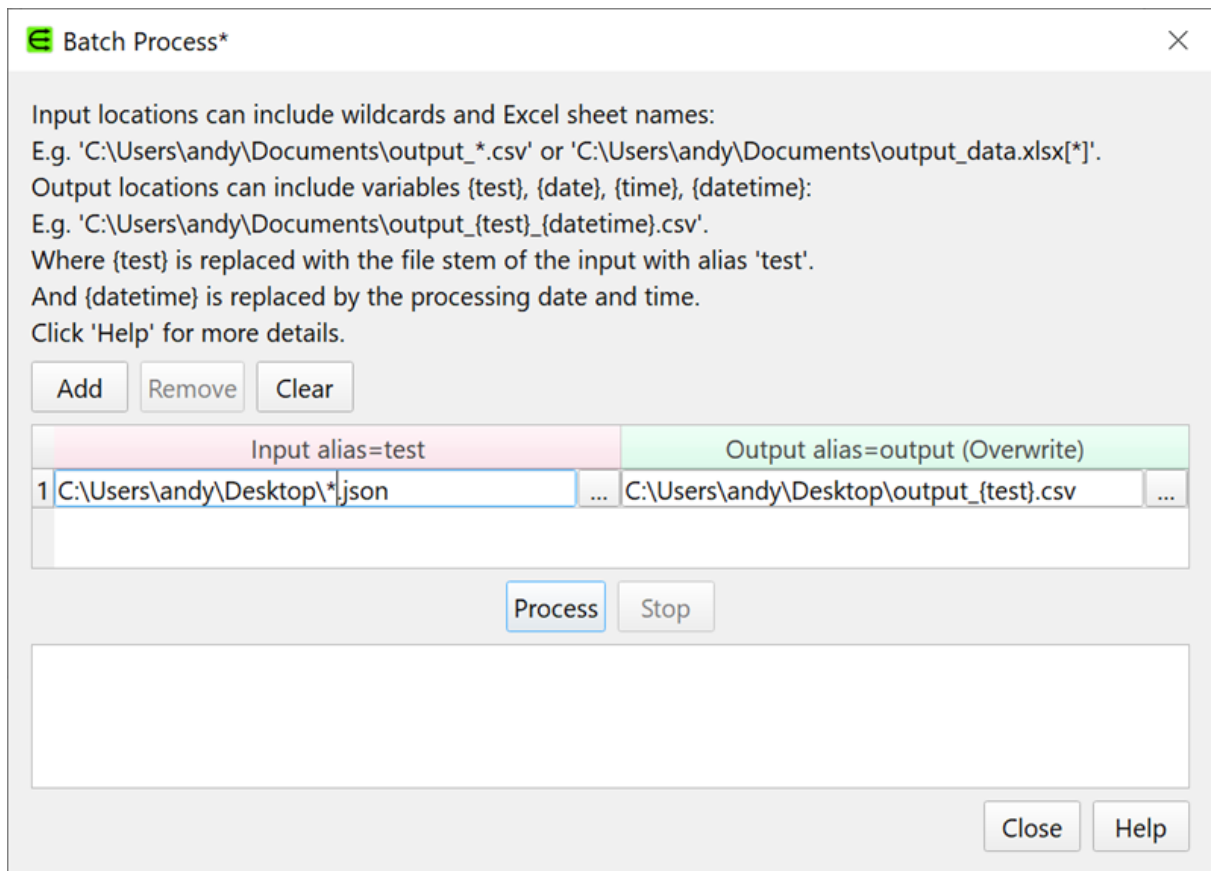 Batch Process*
Input locations can include wildcards and Excel sheet names:
E.g. 'C:\Users\andy\Documents\output_*.csv' or 'C:\Users\andy\Documents\output_data.xlsx[*]'.
Output locations can include variables {test}, {date}, {time}, {datetime}:
E.g. 'C:\Users\andy\Documents\output_{test}_{datetime}.csv'.
Where {test} is replaced with the file stem of the input with alias 'test'.
And {datetime} is replaced by the processing date and time.
Click 'Help' for more details.
Add Remove Clear
Input alias=test Output alias=output (Overwrite)
1 C:\Users\andy\Desktop\*.json ... C:\Users\andy\Desktop\output_{test}.csv ...
Process Stop
Close Help